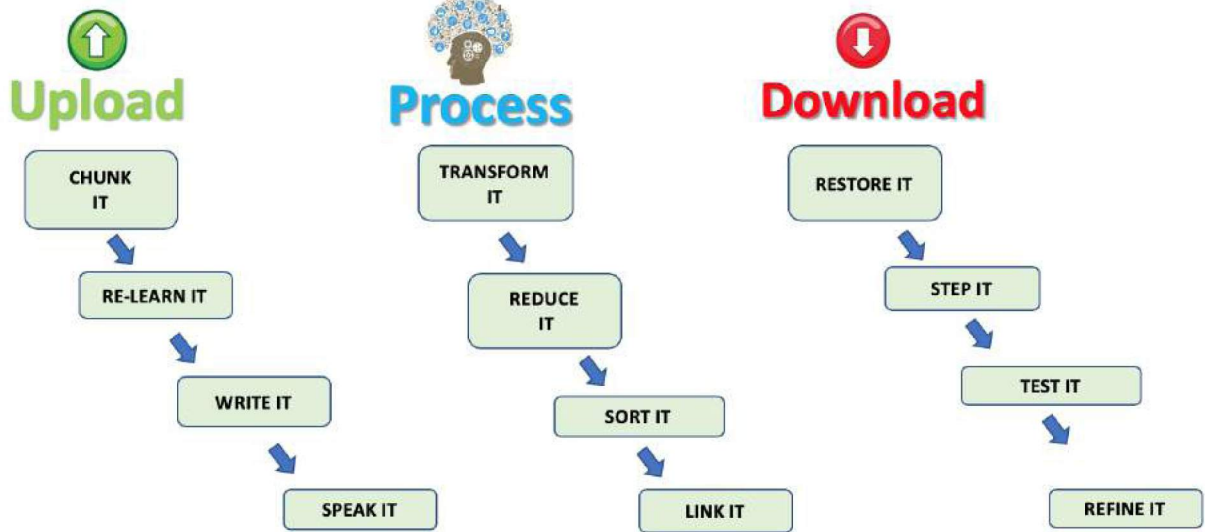 Upload
CHUNK
IT
RE-LEARN IT
WRITE IT
SPEAK IT
Process
TRANSFORM
IT
REDUCE
IT
SORT IT
LINK IT
Download
RESTORE IT
STEP IT
TEST IT
REFINE IT